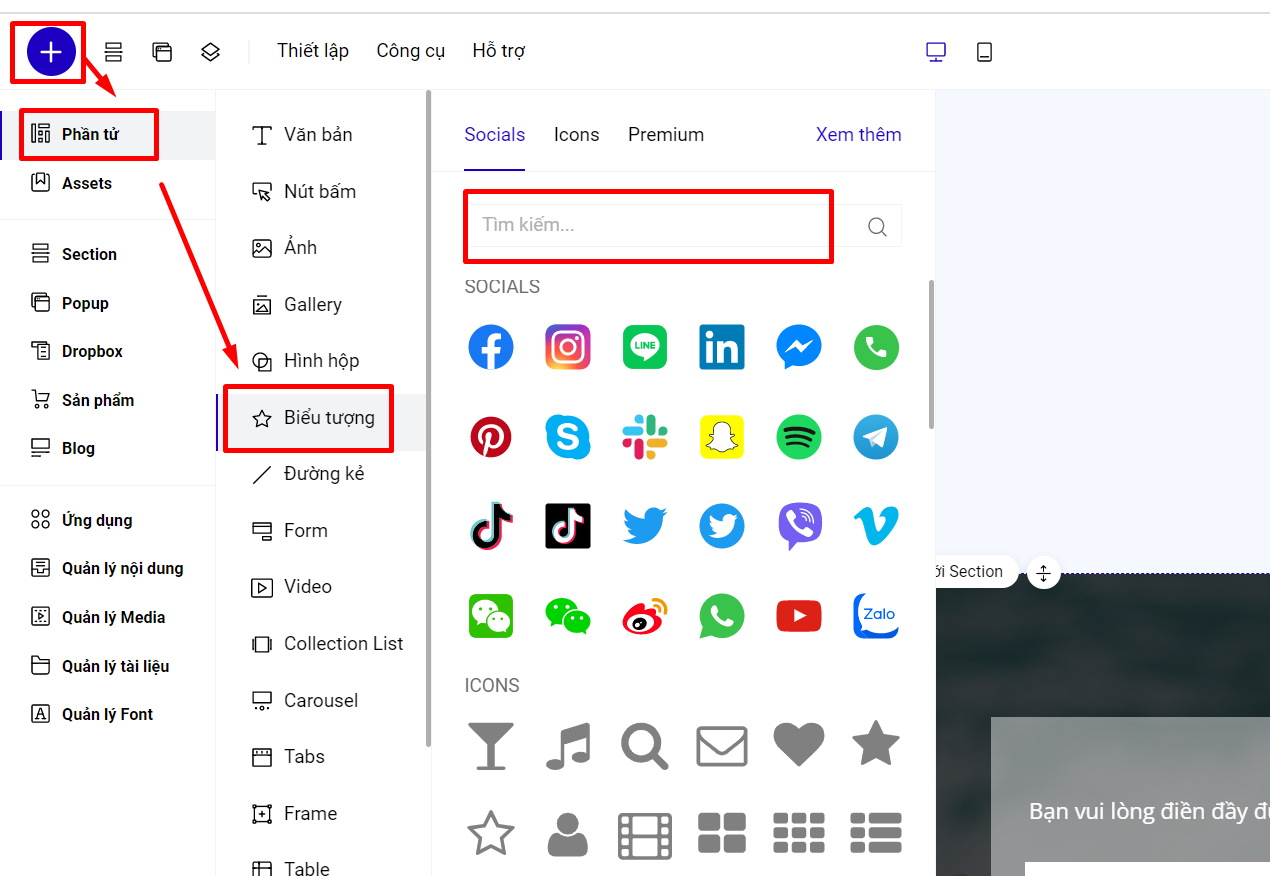 Thiết lập
Công cụ
Hỗ trợ
Phần tử
Assets
Section
Popup
Dropbox
Sản phẩm
Blog
Ứng dụng
Quản lý nội dung
Quản lý Media
Quản lý tài liệu
Quản lý Font
Văn bản
Nút bấm
Ảnh
Gallery
Hình hộp
Biểu tượng
Đường kẻ
Form
Video
Collection List
Carousel
Tabs
Frame
Table
Socials
Icons
Premium
Xem thêm
Tìm kiếm...
SOCIALS
LINE
in
Zalo
ICONS
Section
Bạn vui lòng điền đầy